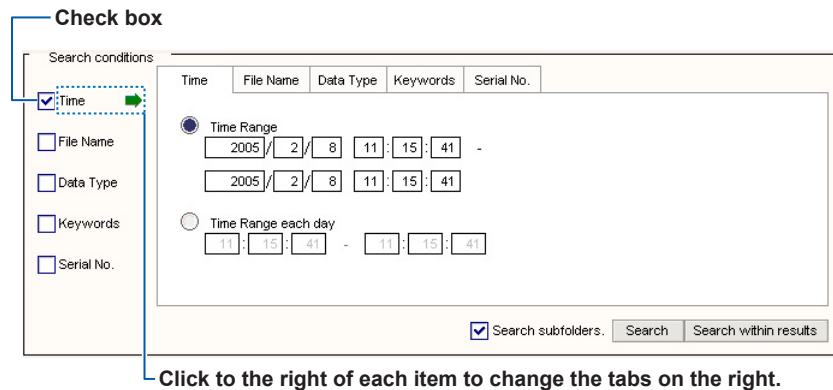 Check box
Search conditions
Time File Name Data Type Keywords Serial No.
Time
File Name
Data Type
Keywords
Serial No.
Time Range
2005 / 2 / 8 11 : 15 : 41 -
2005 / 2 / 8 11 : 15 : 41
Time Range each day
11 : 15 : 41 - 11 : 15 : 41
Search subfolders. Search Search within results
Click to the right of each item to change the tabs on the right.